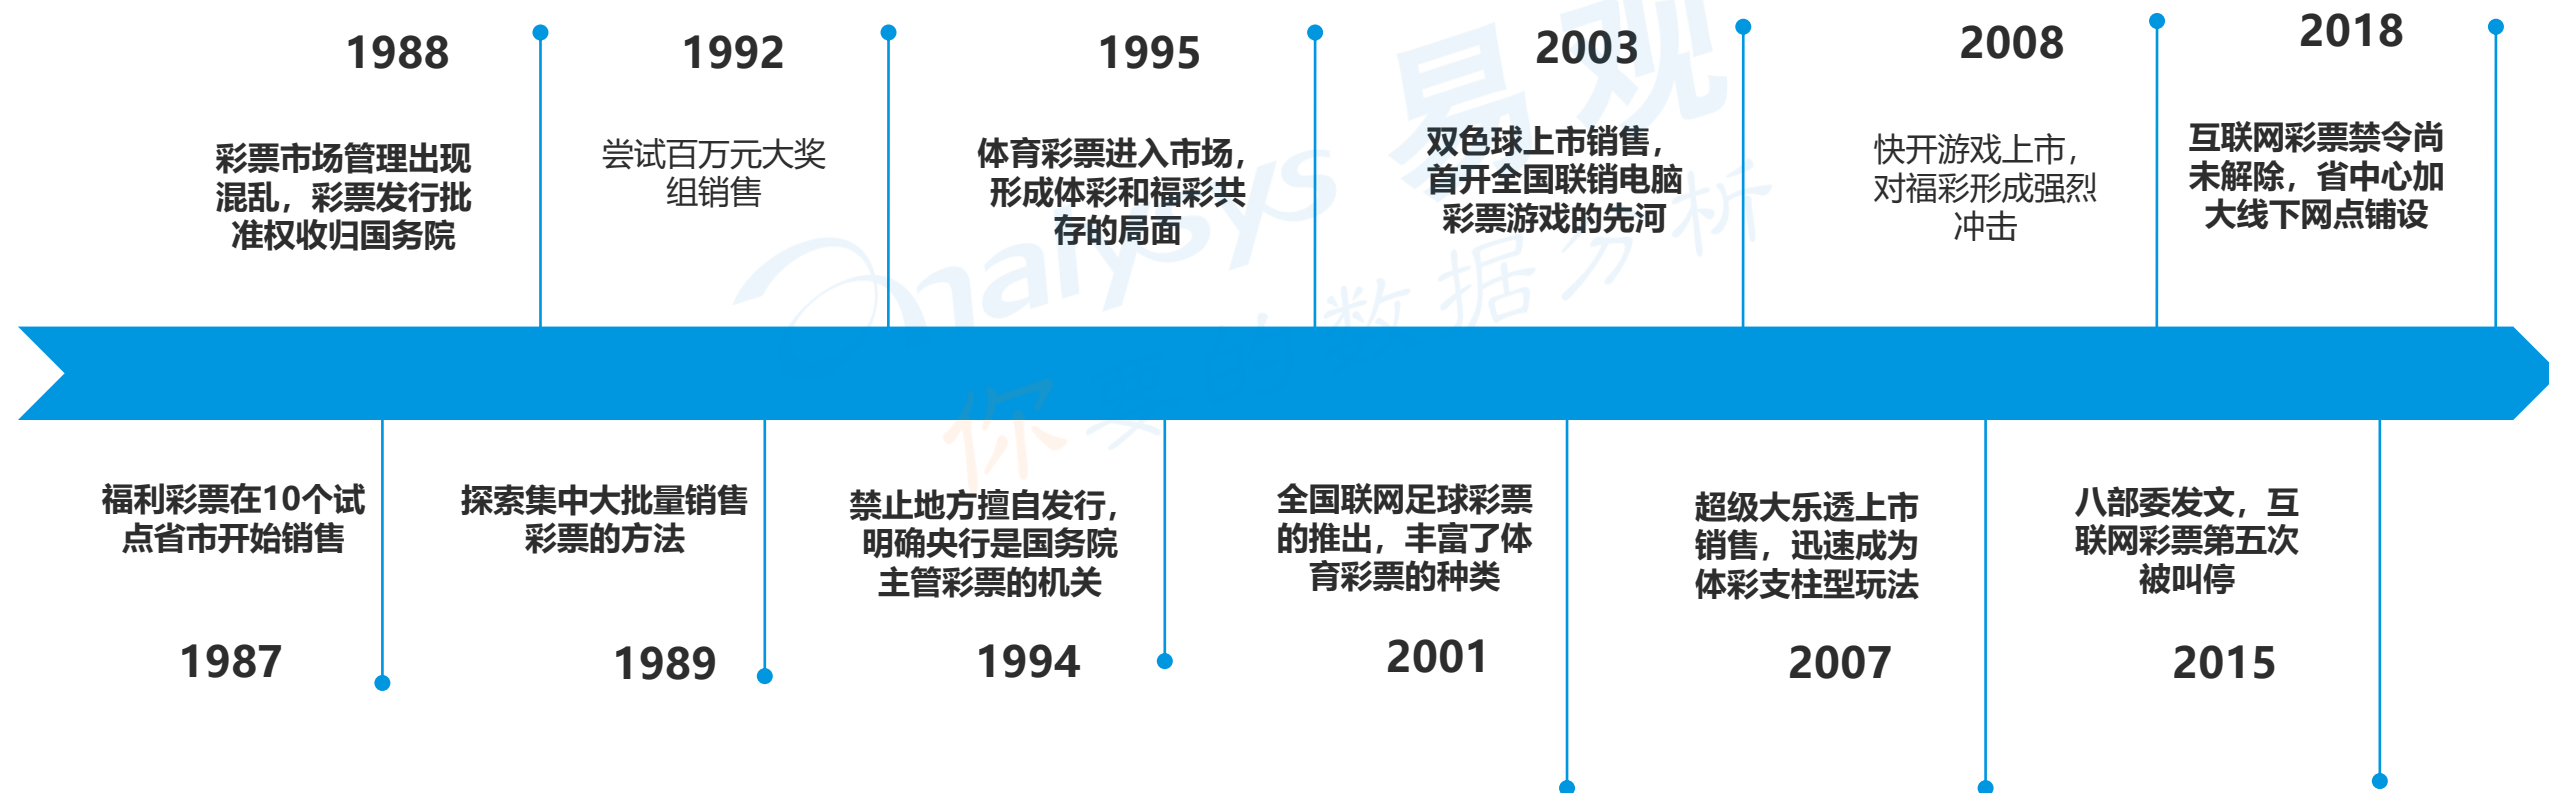 1988
彩票市场管理出现
混乱，彩票发行批
准权收归国务院
1992
尝试百万元大奖
组销售
1995
体育彩票进入市场，
形成体彩和福彩共
存的局面
2003
双色球上市销售，
首开全国联销电脑
彩票游戏的先河
2008
快开游戏上市，
对福彩形成强烈
冲击
2018
互联网彩票禁令尚
未解除，省中心加
大线下网点铺设
福利彩票在10个试
点省市开始销售
1987
探索集中大批量销售
彩票的方法
1989
禁止地方擅自发行，
明确央行是国务院
主管彩票的机关
1994
全国联网足球彩票
的推出，丰富了体
育彩票的种类
2001
超级大乐透上市
销售，迅速成为
体彩支柱型玩法
2007
八部委发文，互
联网彩票第五次
被叫停
2015
analysys 易观
你要的数据分析